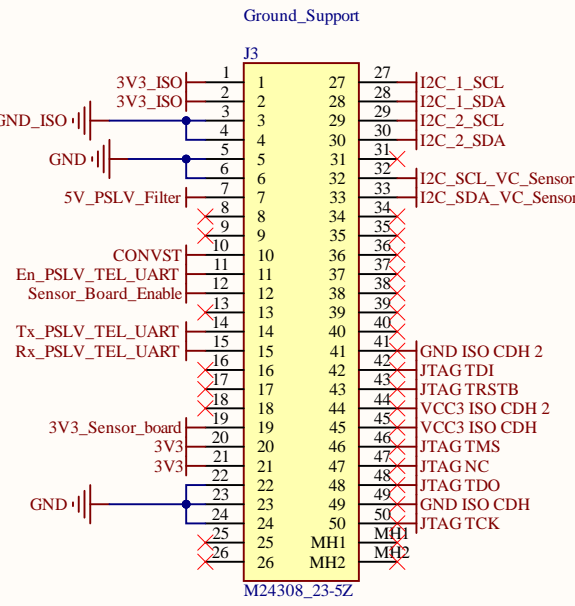 Ground_Support
J3
3V3_ISO 1 1 27 27 I2C_1_SCL
3V3_ISO 2 2 28 28 I2C_1_SDA
GND_ISO 3 3 29 29 I2C_2_SCL
4 4 30 30 I2C_2_SDA
GND 5 5 31 31
6 6 32 32 I2C_SCL_VC_Sensor
5V_PSLV_Filter 7 7 33 33 I2C_SDA_VC_Sensor
8 8 34 34
9 9 35 35
CONVST 10 10 36 36
En_PSLV_TEL_UART 11 11 37 37
Sensor_Board_Enable 12 12 38 38
13 13 39 39
Tx_PSLV_TEL_UART 14 14 40 40
Rx_PSLV_TEL_UART 15 15 41 41 GND ISO CDH 2
16 16 42 42 JTAG TDI
17 17 43 43 JTAG TRSTB
18 18 44 44 VCC3 ISO CDH 2
3V3_Sensor_board 19 19 45 45 VCC3 ISO CDH
3V3 20 20 46 46 JTAG TMS
3V3 21 21 47 47 JTAG NC
22 22 48 48 JTAG TDO
GND 23 23 49 49 GND ISO CDH
24 24 50 50 JTAG TCK
25 25 MH1 MH1
26 26 MH2 MH2
M24308_23-5Z